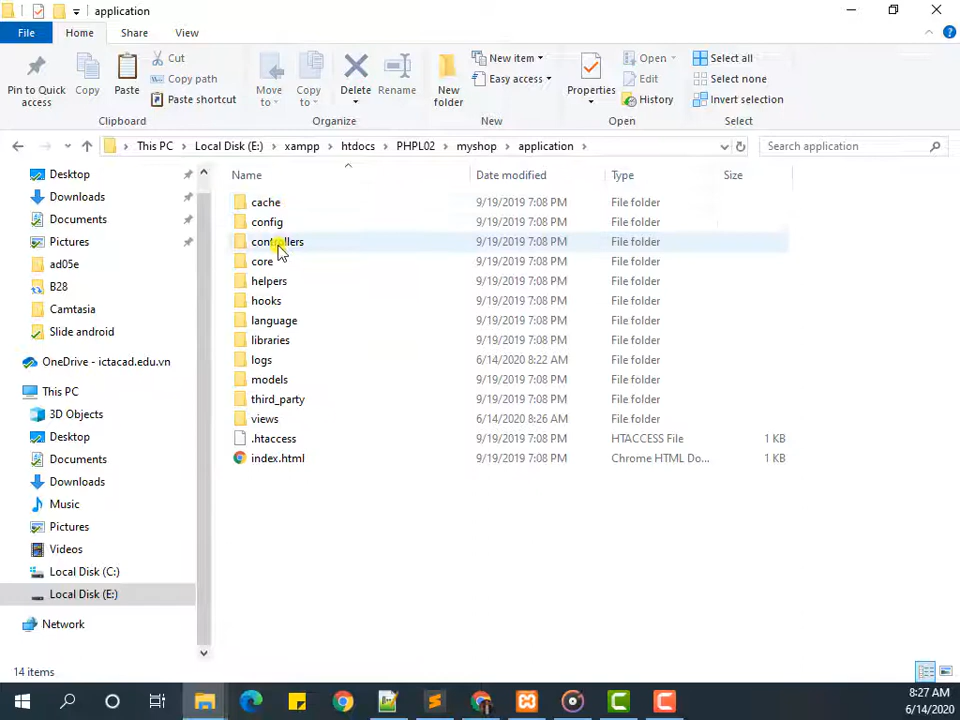 application
File Home Share View
Pin to Quick access
Copy
Paste
Cut
Copy path
Paste shortcut
Clipboard
Move to
Copy to
Delete
Rename
Organize
New folder
New item
Easy access
New
Properties
Open
Edit
History
Open
Select all
Select none
Invert selection
Select
This PC Local Disk (E:) xampp htdocs PHPL02 myshop application
Search application
Name Date modified Type Size
cache 9/19/2019 7:08 PM File folder
config 9/19/2019 7:08 PM File folder
controllers 9/19/2019 7:08 PM File folder
core 9/19/2019 7:08 PM File folder
helpers 9/19/2019 7:08 PM File folder
hooks 9/19/2019 7:08 PM File folder
language 9/19/2019 7:08 PM File folder
libraries 9/19/2019 7:08 PM File folder
logs 6/14/2020 8:22 AM File folder
models 9/19/2019 7:08 PM File folder
third_party 9/19/2019 7:08 PM File folder
views 6/14/2020 8:26 AM File folder
.htaccess 9/19/2019 7:08 PM HTACCESS File 1 KB
index.html 9/19/2019 7:08 PM Chrome HTML Do... 1 KB
Desktop
Downloads
Documents
Pictures
ad05e
B28
Camtasia
Slide android
OneDrive - ictacad.edu.vn
This PC
3D Objects
Desktop
Documents
Downloads
Music
Pictures
Videos
Local Disk (C:)
Local Disk (E:)
Network
14 items
8:27 AM
6/14/2020